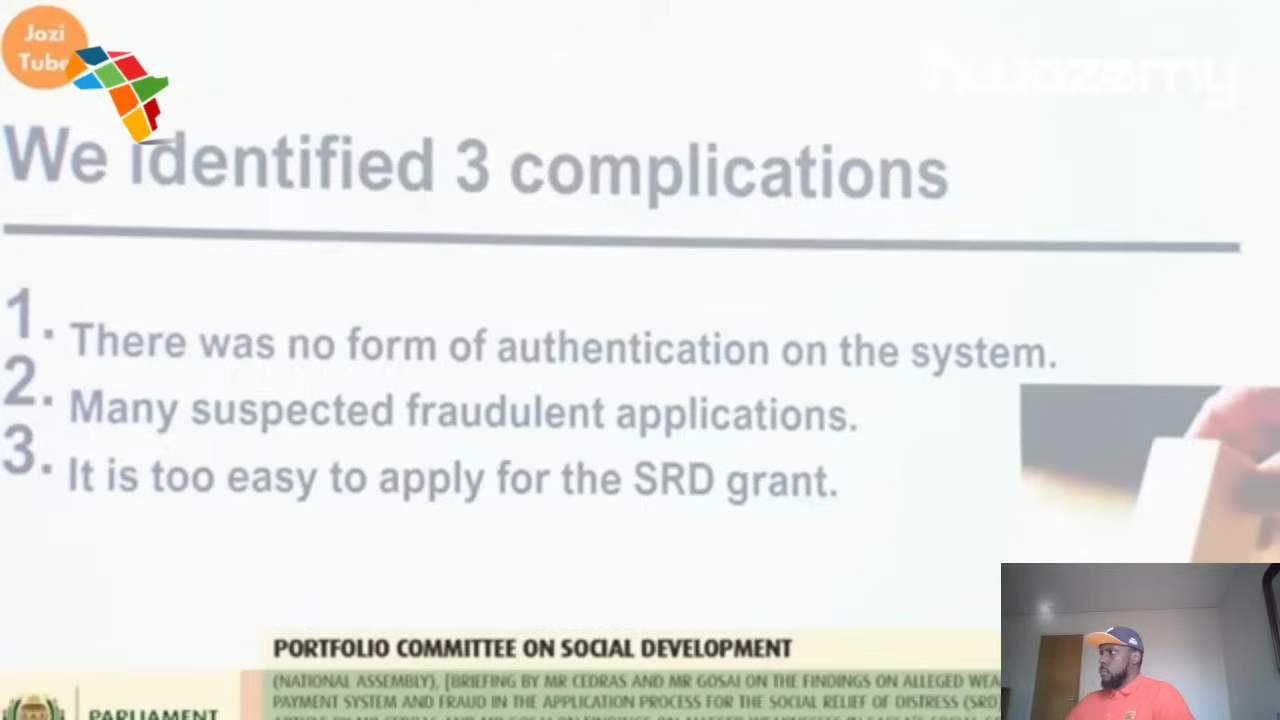 Jozi
Tube
Nwazemy
We identified 3 complications
1. There was no form of authentication on the system.
2. Many suspected fraudulent applications.
3. It is too easy to apply for the SRD grant.
PORTFOLIO COMMITTEE ON SOCIAL DEVELOPMENT
(NATIONAL ASSEMBLY), [BRIEFING BY MR CEDRAS AND MR GOSAI ON THE FINDINGS ON ALLEGED WEA
PAYMENT SYSTEM AND FRAUD IN THE APPLICATION PROCESS FOR THE SOCIAL RELIEF OF DISTRESS (SRD)
PARLIAMENT